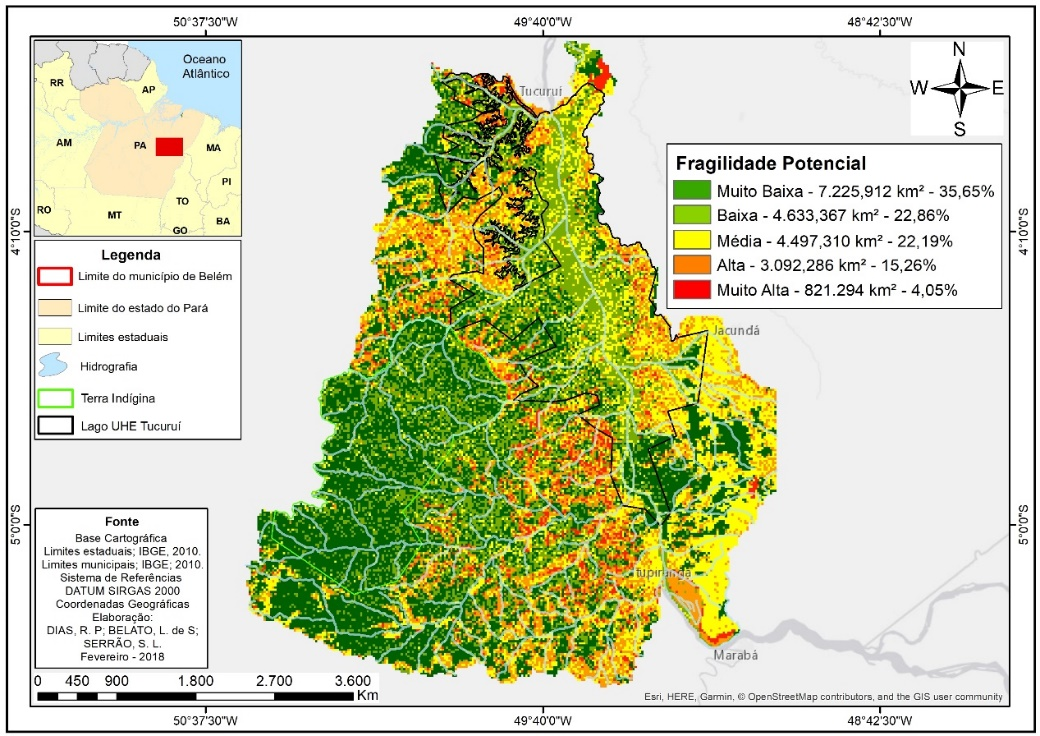 50°37'30"W 49°40'0"W 48°42'30"W
Oceano
Atlântico
RR
AP
AM
PA
MA
PI
TO
RO
MT
BA
GO
Legenda
Limite do município de Belém
Limite do estado do Pará
Limites estaduais
Hidrografia
Terra Indígina
Lago UHE Tucuruí
Fonte
Base Cartográfica
Limites estaduais; IBGE, 2010.
Limites municipais; IBGE; 2010.
Sistema de Referências
DATUM SIRGAS 2000
Coordenadas Geográficas
Elaboração:
DIAS, R. P; BELATO, L. de S;
SERRÃO, S. L.
Fevereiro - 2018
0 450 900 1.800 2.700 3.600
Km
Tucuruí
Jacundá
Itupiranga
Marabá
N
W E
S
Fragilidade Potencial
Muito Baixa - 7.225,912 km² - 35,65%
Baixa - 4.633,367 km² - 22,86%
Média - 4.497,310 km² - 22,19%
Alta - 3.092,286 km² - 15,26%
Muito Alta - 821.294 km² - 4,05%
4°10'0"S
4°10'0"S
5°0'0"S
5°0'0"S
Esri, HERE, Garmin, © OpenStreetMap contributors, and the GIS user community
50°37'30"W 49°40'0"W 48°42'30"W